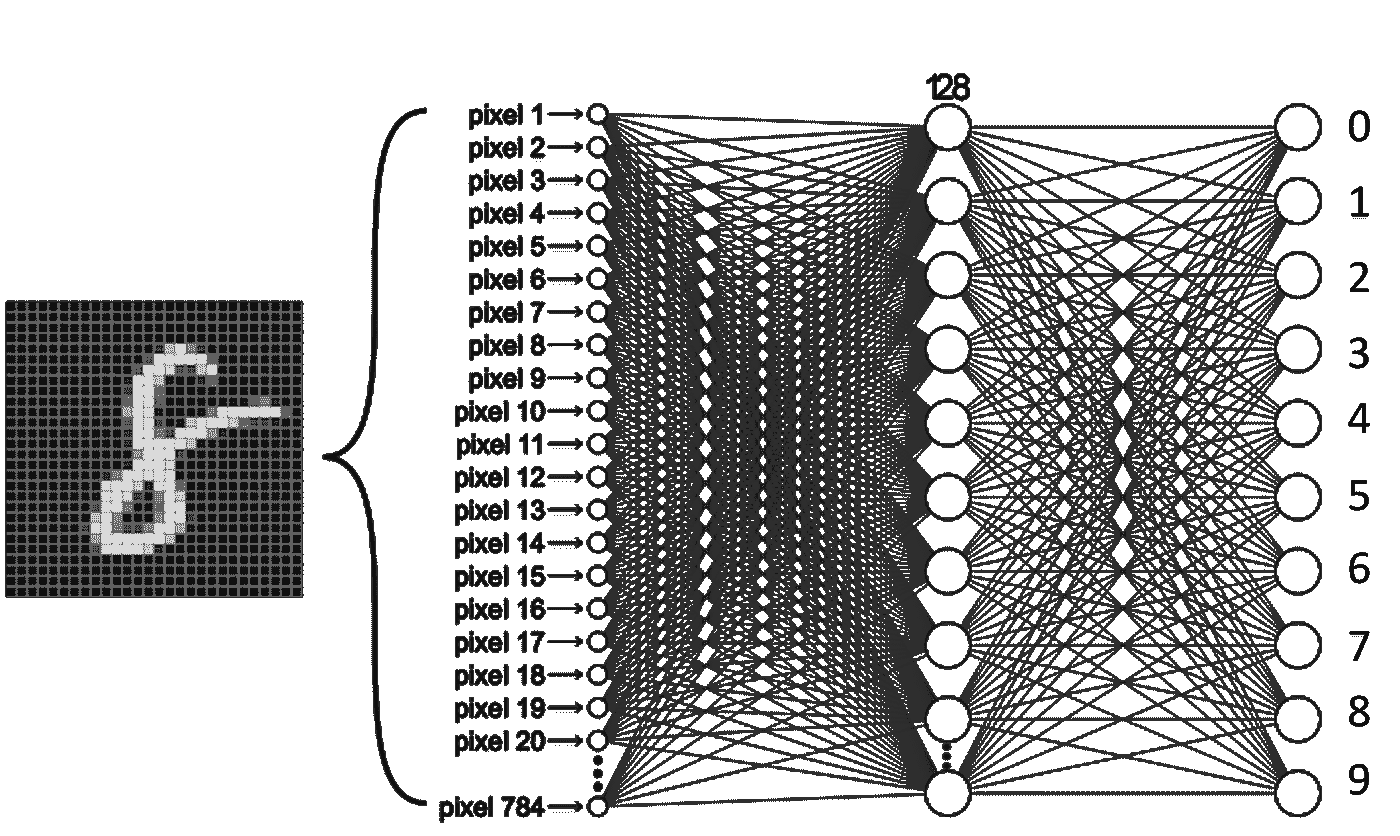 128
pixel 1
pixel 2
pixel 3
pixel 4
pixel 5
pixel 6
pixel 7
pixel 8
pixel 9
pixel 10
pixel 11
pixel 12
pixel 13
pixel 14
pixel 15
pixel 16
pixel 17
pixel 18
pixel 19
pixel 20
pixel 784
0
1
2
3
4
5
6
7
8
9